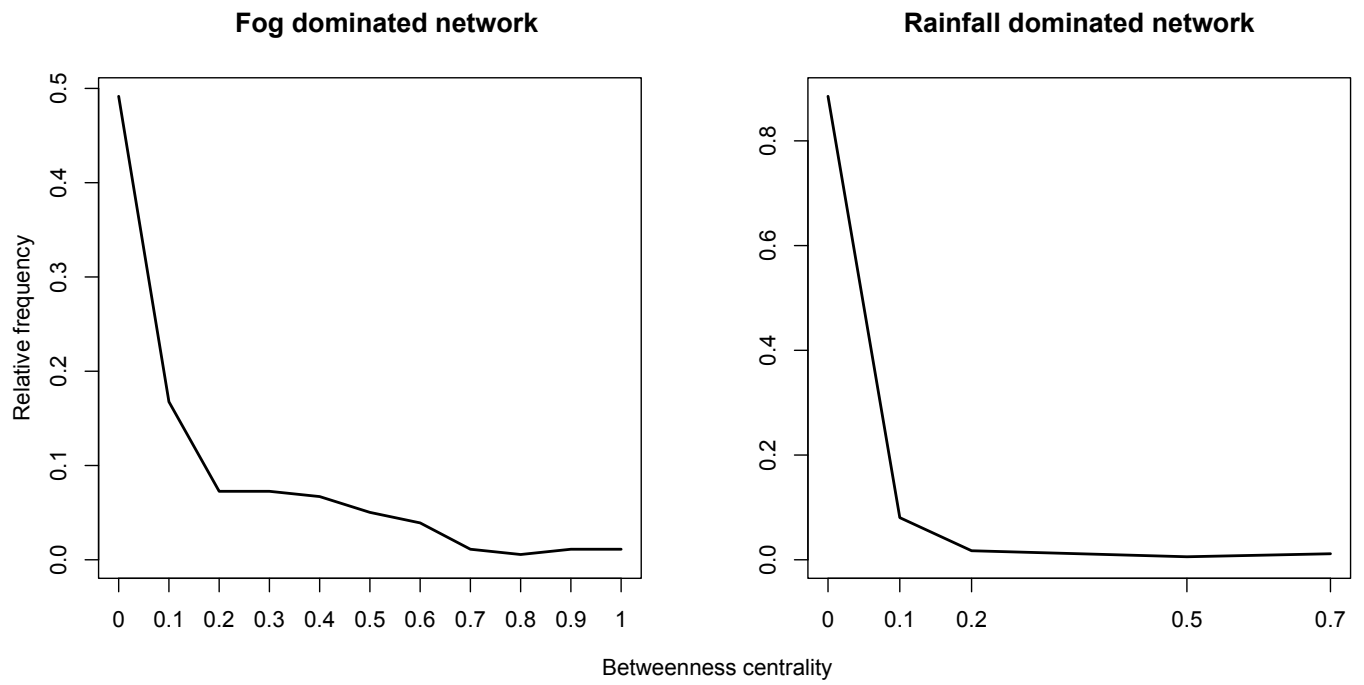 Fog dominated network
Rainfall dominated network
Relative frequency
0.5
0.4
0.3
0.2
0.1
0.0
0 0.1 0.2 0.3 0.4 0.5 0.6 0.7 0.8 0.9 1
0.8
0.6
0.4
0.2
0.0
0 0.1 0.2 0.5 0.7
Betweenness centrality